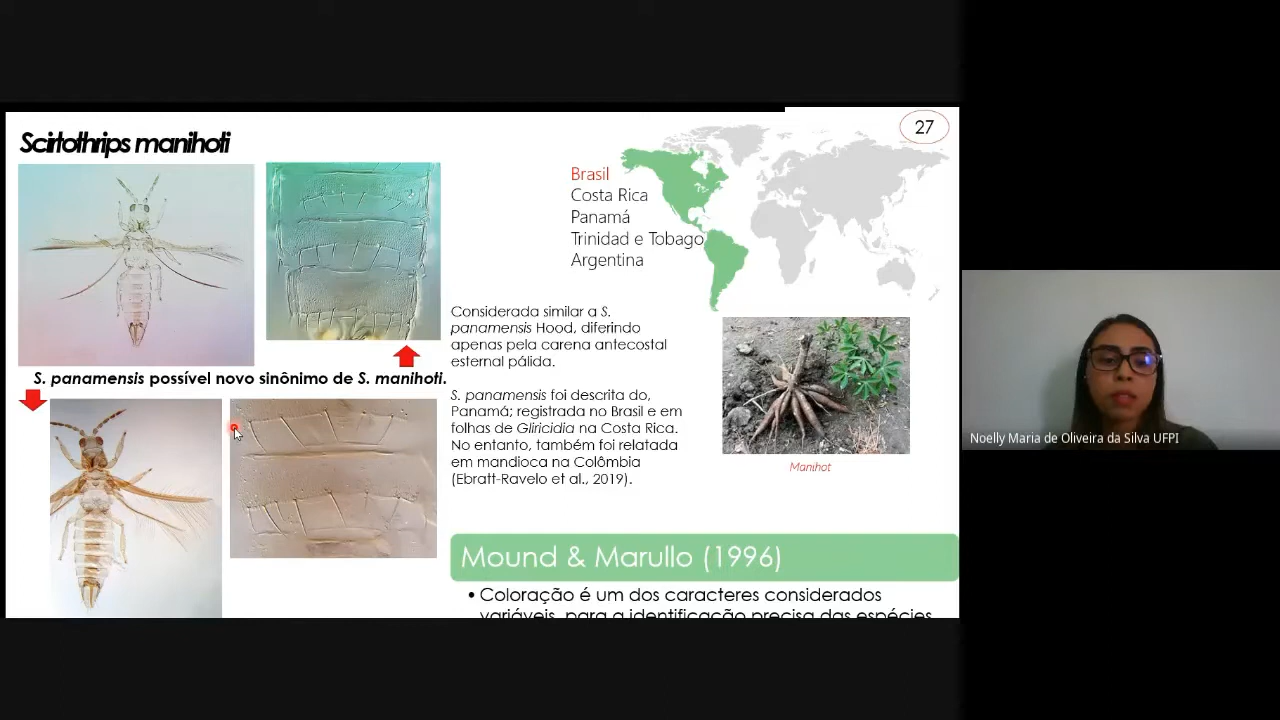 Scirtothrips manihoti
27
Brasil
Costa Rica
Panamá
Trinidad e Tobago
Argentina
Considerada similar a S.
panamensis Hood, diferindo
apenas pela carena antecostal
esternal pálida.
S. panamensis possível novo sinônimo de S. manihoti.
S. panamensis foi descrita do,
Panamá; registrada no Brasil e em
folhas de Gliricidia na Costa Rica.
No entanto, também foi relatada
em mandioca na Colômbia
(Ebratt-Ravelo et al., 2019).
Manihot
Mound & Marullo (1996)
• Coloração é um dos caracteres considerados
variáveis, para a identificação precisa das espécies
Noelly Maria de Oliveira da Silva UFPI